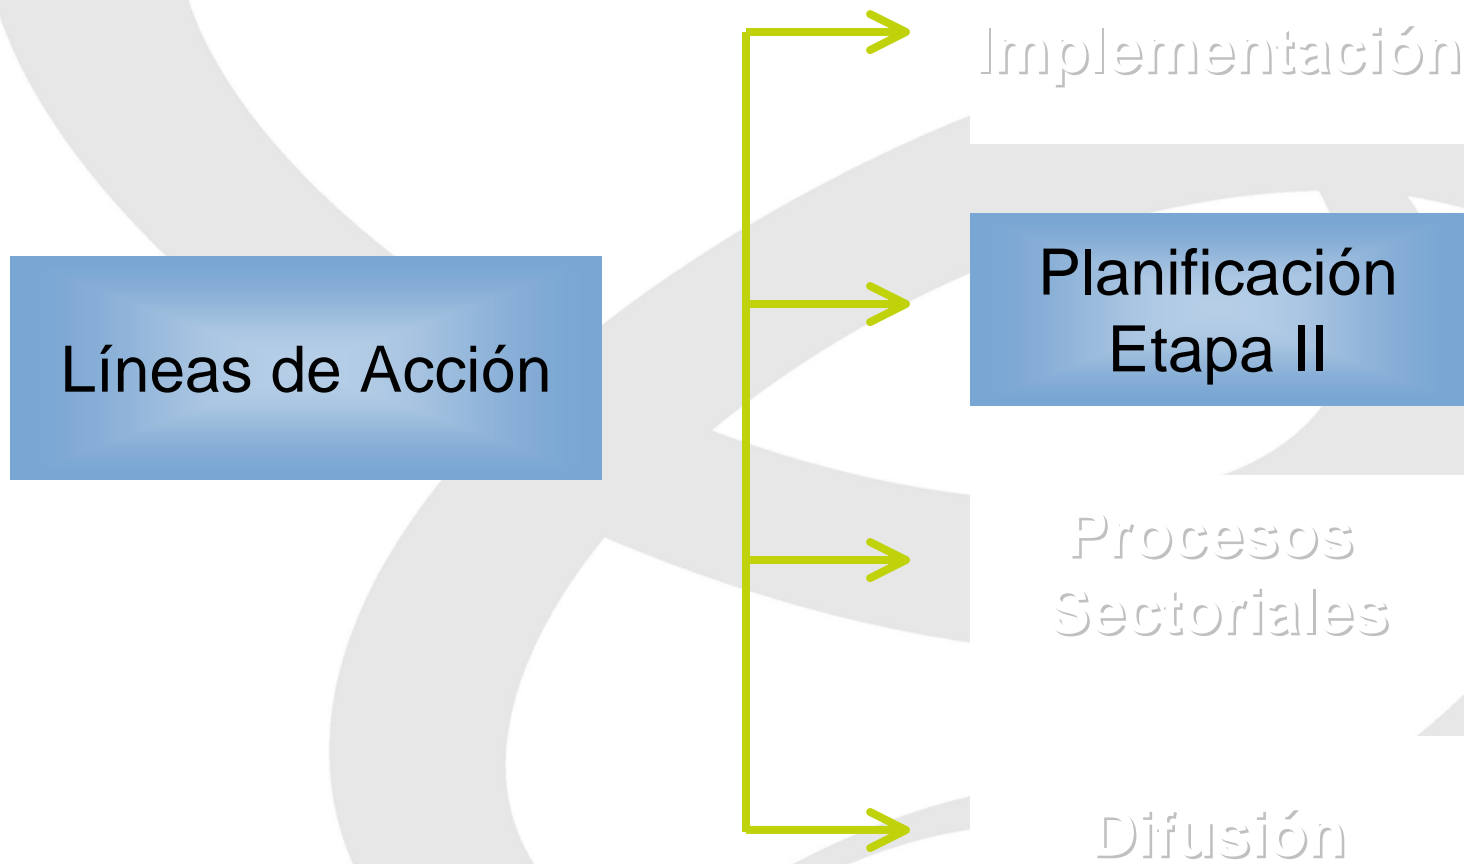 Líneas de Acción
Implementación
Planificación
Etapa II
Procesos
Sectoriales
Difusión